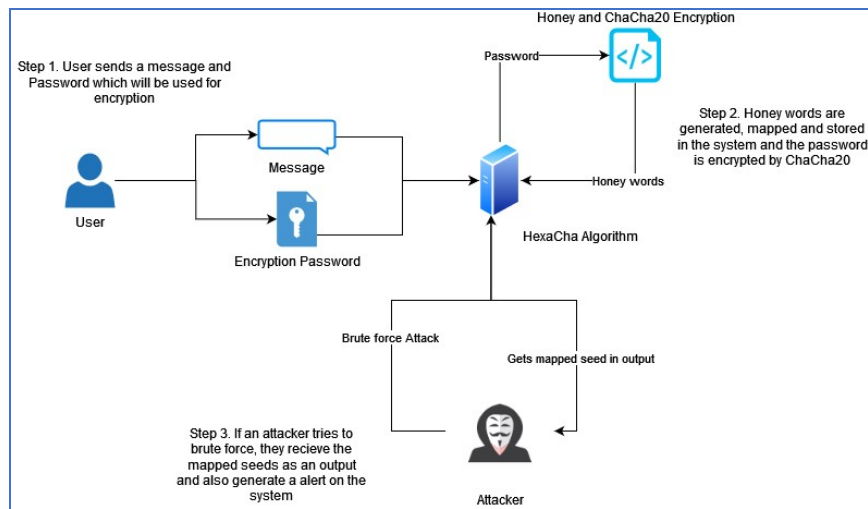 Honey and ChaCha20 Encryption
Step 1. User sends a message and
Password which will be used for
encryption
Password
</>
Step 2. Honey words are
generated, mapped and stored
in the system and the password
is encrypted by ChaCha20
Message
Honey words
User
HexaCha Algorithm
Encryption Password
Brute force Attack
Gets mapped seed in output
Step 3. If an attacker tries to
brute force, they recieve the
mapped seeds as an output
and also generate a alert on the
system
Attacker